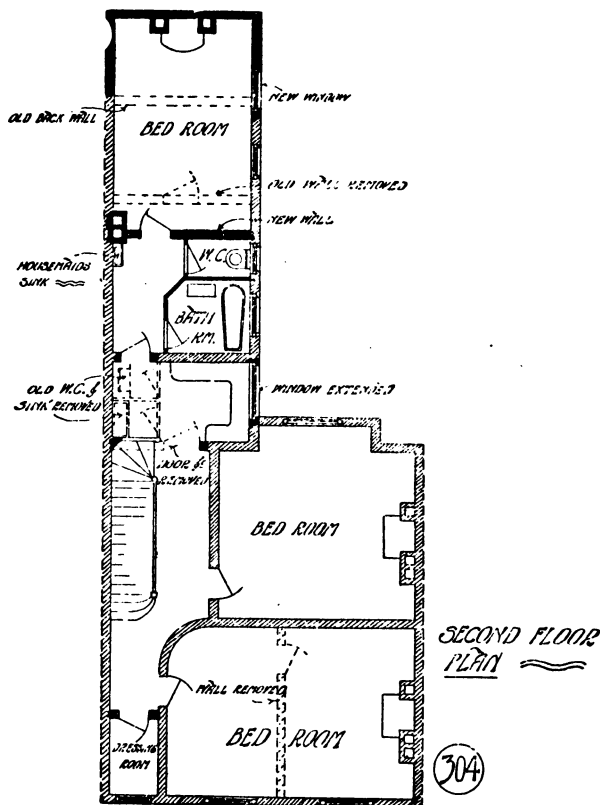 NEW WINDOW
OLD BACK WALL
BED ROOM
OLD WALL REMOVED
NEW WALL
W.C.
HOUSEMAIDS
SINK
BATH
RM.
OLD W.C. &
SINK REMOVED
WINDOW EXTENDED
DOOR &c
REMOVED
BED ROOM
SECOND FLOOR
PLAN
WALL REMOVED
BED ROOM
DRESSING
ROOM
304